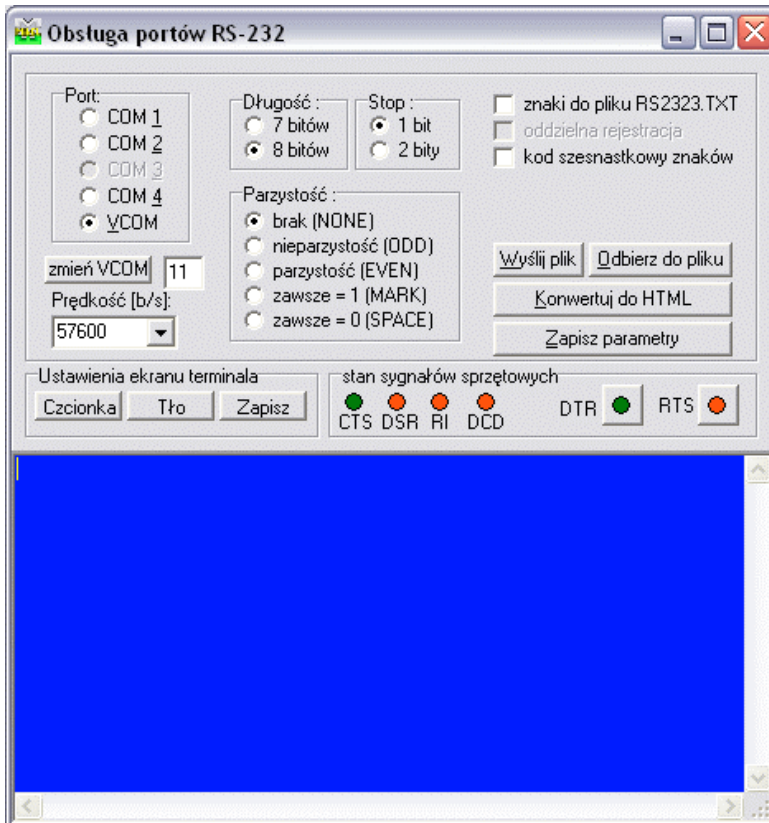 Obsługa portów RS-232
Port:
COM 1
COM 2
COM 3
COM 4
VCOM
zmień VCOM 11
Prędkość [b/s]:
57600
Długość :
7 bitów
8 bitów
Stop :
1 bit
2 bity
Parzystość :
brak (NONE)
nieparzystość (ODD)
parzystość (EVEN)
zawsze = 1 (MARK)
zawsze = 0 (SPACE)
znaki do pliku RS2323.TXT
oddzielna rejestracja
kod szesnastkowy znaków
Wyślij plik Odbierz do pliku
Konwertuj do HTML
Zapisz parametry
Ustawienia ekranu terminala
Czcionka Tło Zapisz
stan sygnałów sprzętowych
CTS DSR RI DCD DTR RTS